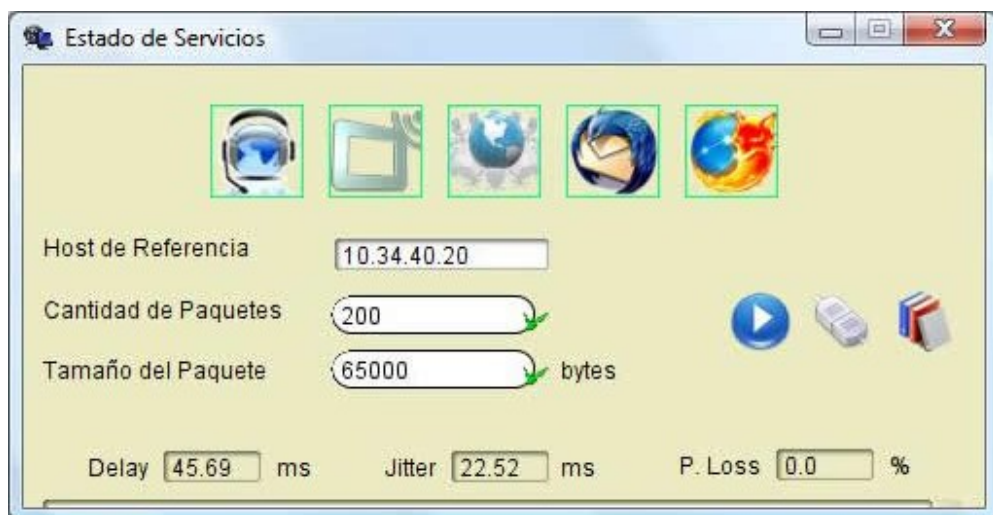 Estado de Servicios
Host de Referencia 10.34.40.20
Cantidad de Paquetes 200
Tamaño del Paquete 65000 bytes
Delay 45.69 ms Jitter 22.52 ms P. Loss 0.0 %